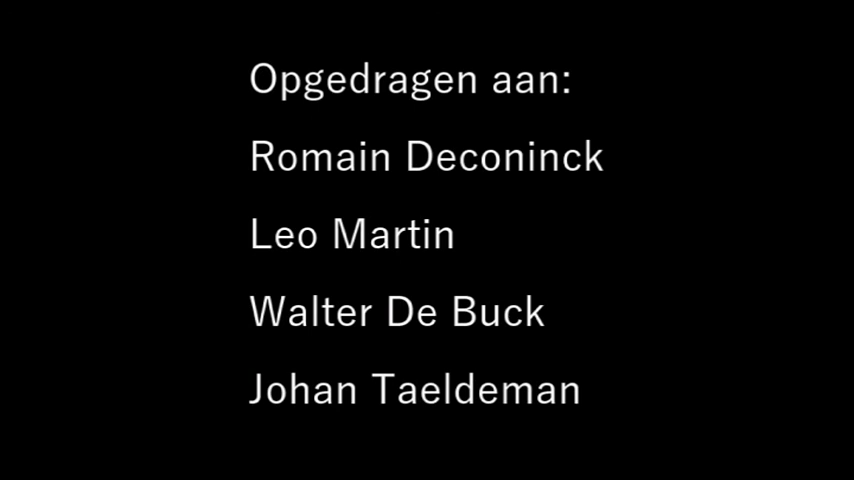 Opgedragen aan:
Romain Deconinck
Leo Martin
Walter De Buck
Johan Taeldeman